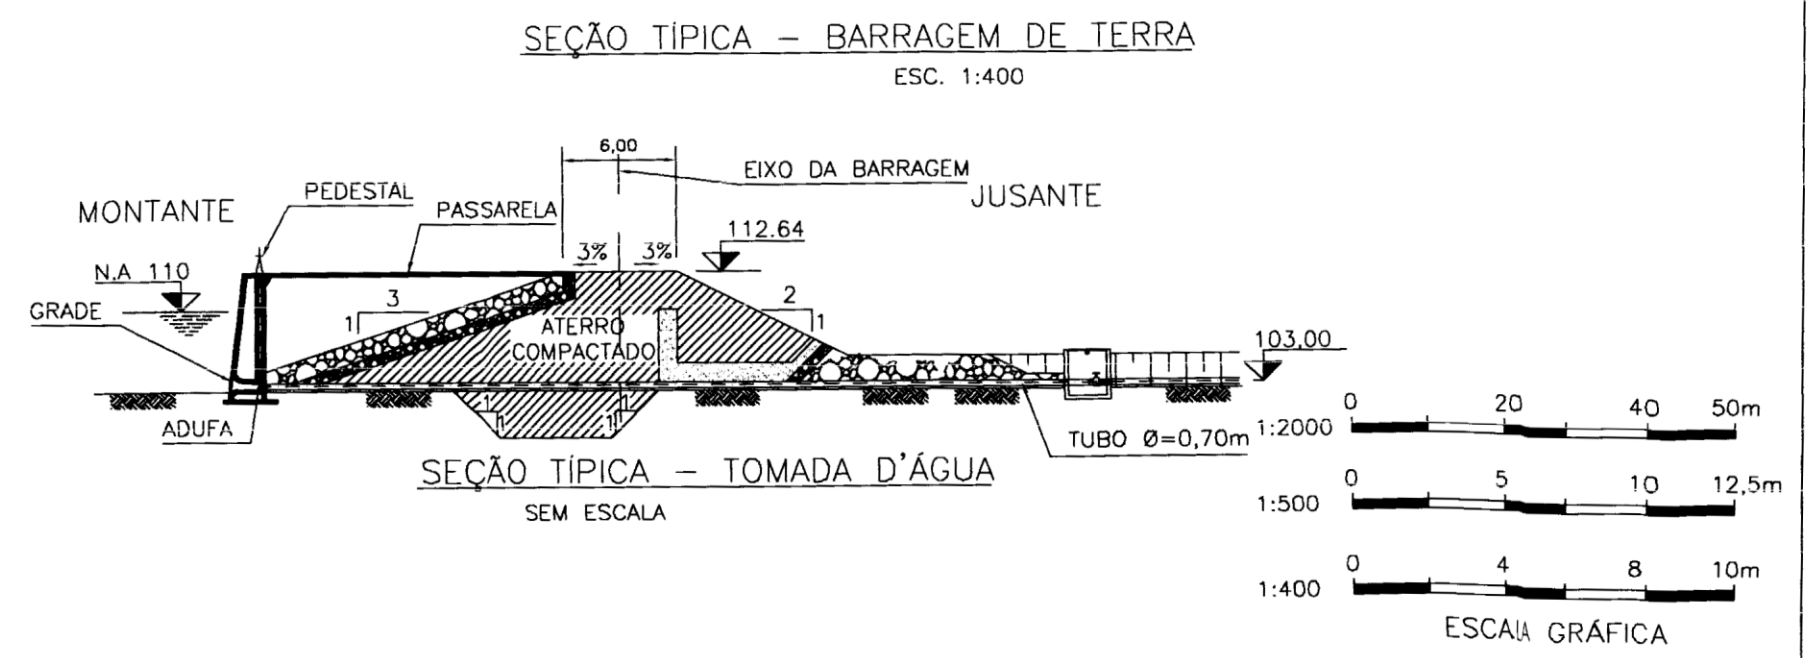 SEÇÃO TÍPICA – BARRAGEM DE TERRA
ESC. 1:400
6,00
EIXO DA BARRAGEM
JUSANTE
PEDESTAL
MONTANTE
PASSARELA
112.64
3% 3%
N.A 110
3
1
2
1
GRADE
ATERRO
COMPACTADO
103,00
1 1
1 1
ADUFA
TUBO Ø=0,70m
SEÇÃO TÍPICA – TOMADA D'ÁGUA
SEM ESCALA
0 20 40 50m
1:2000
0 5 10 12,5m
1:500
0 4 8 10m
1:400
ESCALA GRÁFICA